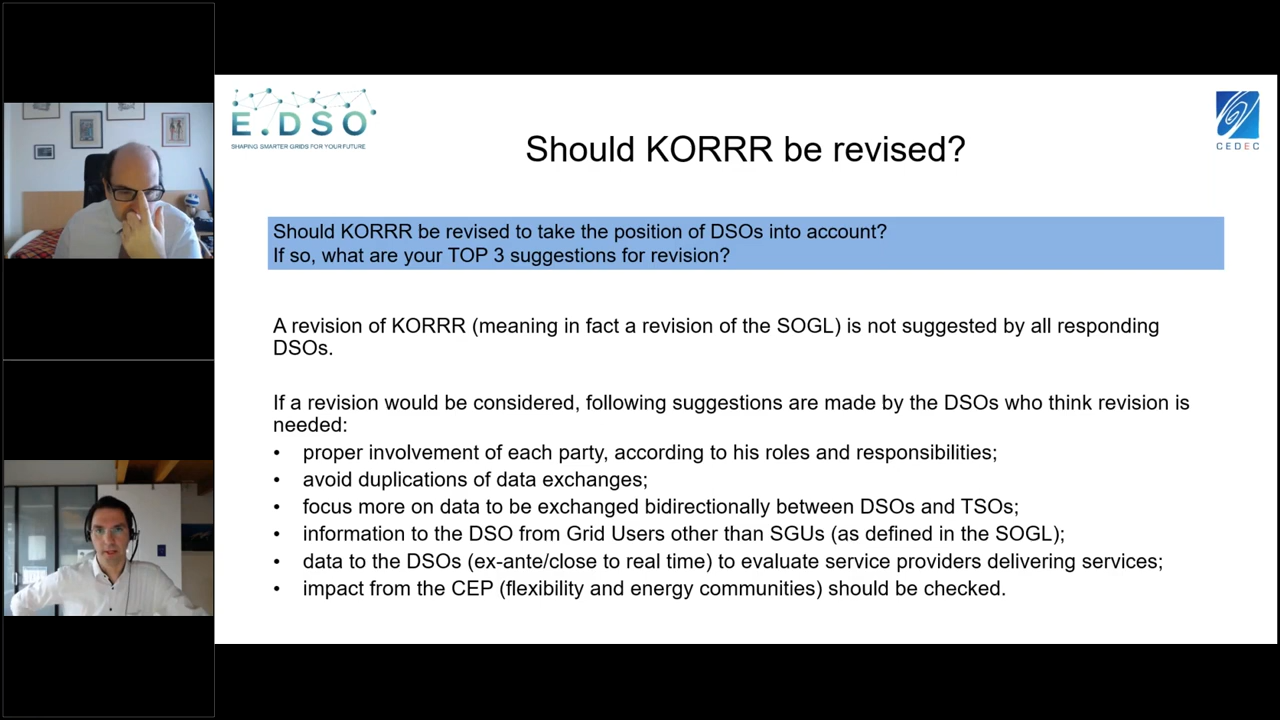 E.DSO
SHAPING SMARTER GRIDS FOR YOUR FUTURE
CEDEC
Should KORRR be revised?
Should KORRR be revised to take the position of DSOs into account?
If so, what are your TOP 3 suggestions for revision?
A revision of KORRR (meaning in fact a revision of the SOGL) is not suggested by all responding
DSOs.
If a revision would be considered, following suggestions are made by the DSOs who think revision is
needed:
• proper involvement of each party, according to his roles and responsibilities;
• avoid duplications of data exchanges;
• focus more on data to be exchanged bidirectionally between DSOs and TSOs;
• information to the DSO from Grid Users other than SGUs (as defined in the SOGL);
• data to the DSOs (ex-ante/close to real time) to evaluate service providers delivering services;
• impact from the CEP (flexibility and energy communities) should be checked.